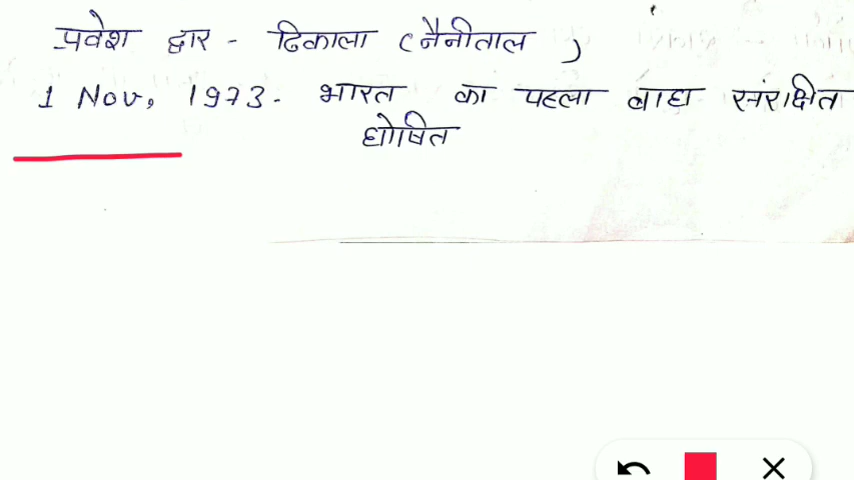 प्रवेश द्वार - ढिकाला (नैनीताल)
1 Nov, 1973. भारत का पहला बाघ संरक्षित
घोषित